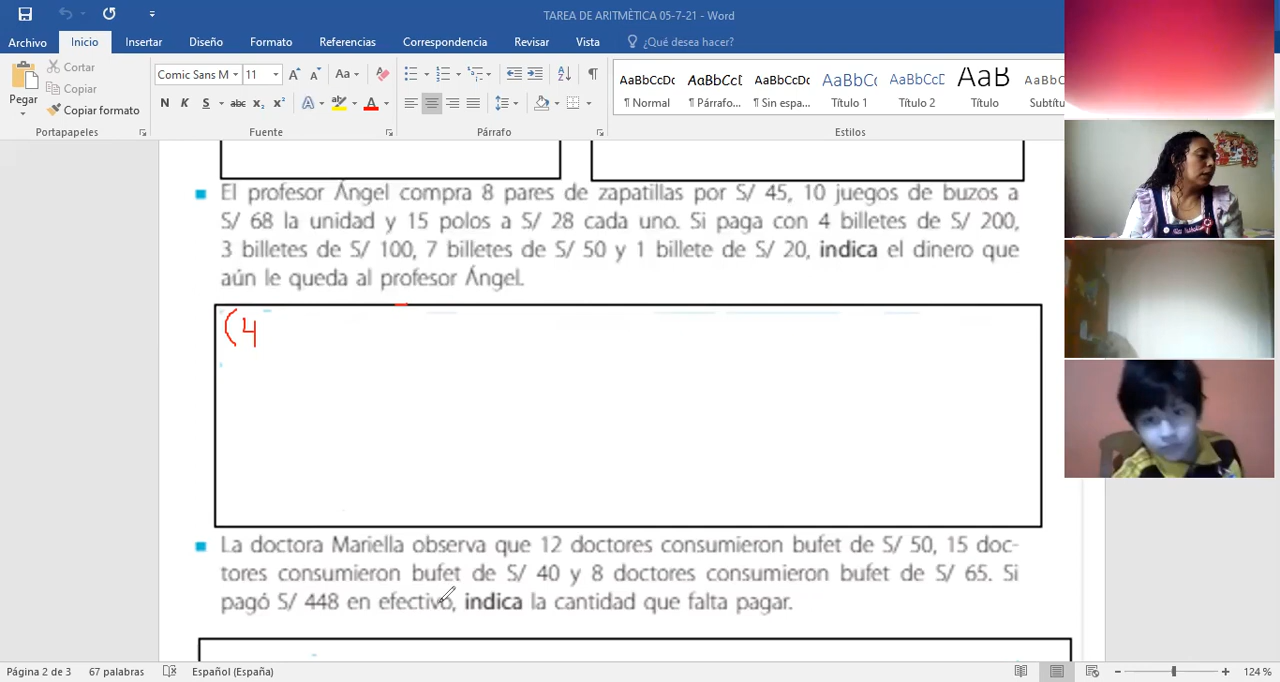 TAREA DE ARITMÈTICA 05-7-21 - Word
Archivo Inicio Insertar Diseño Formato Referencias Correspondencia Revisar Vista ¿Qué desea hacer?
Pegar
Cortar
Copiar
Copiar formato
Portapapeles
Comic Sans M 11
Fuente
Párrafo
AaBbCcDc AaBbCcL AaBbCcDc AaBbC AaBbCcC AaB AaBbC
¶ Normal ¶ Párrafo... ¶ Sin espa... Título 1 Título 2 Título Subtítu
Estilos
El profesor Ángel compra 8 pares de zapatillas por S/ 45, 10 juegos de buzos a
S/ 68 la unidad y 15 polos a S/ 28 cada uno. Si paga con 4 billetes de S/ 200,
3 billetes de S/ 100, 7 billetes de S/ 50 y 1 billete de S/ 20, indica el dinero que
aún le queda al profesor Ángel.
(4
La doctora Mariella observa que 12 doctores consumieron bufet de S/ 50, 15 doc-
tores consumieron bufet de S/ 40 y 8 doctores consumieron bufet de S/ 65. Si
pagó S/ 448 en efectivo, indica la cantidad que falta pagar.
Página 2 de 3 67 palabras Español (España) 124 %